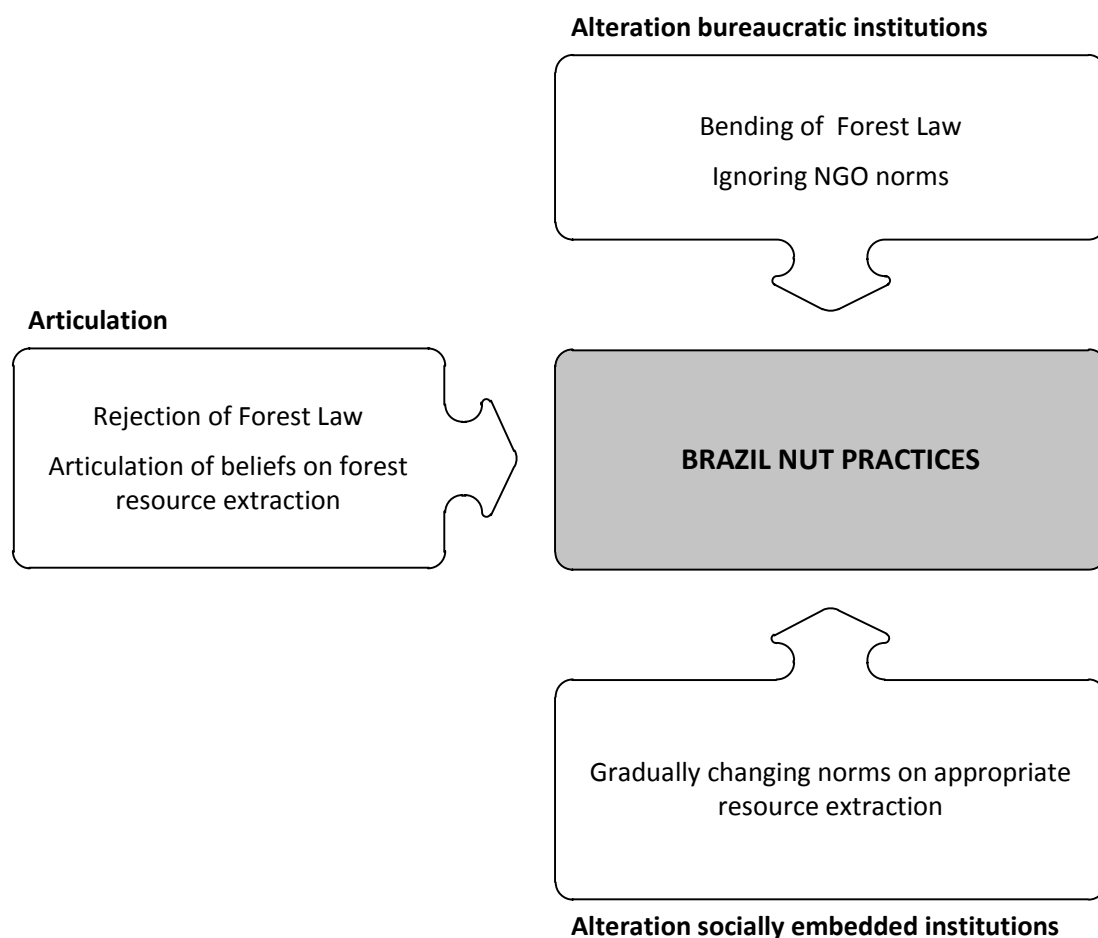 Alteration bureaucratic institutions
Bending of Forest Law
Ignoring NGO norms
Articulation
Rejection of Forest Law
Articulation of beliefs on forest
resource extraction
BRAZIL NUT PRACTICES
Gradually changing norms on appropriate
resource extraction
Alteration socially embedded institutions